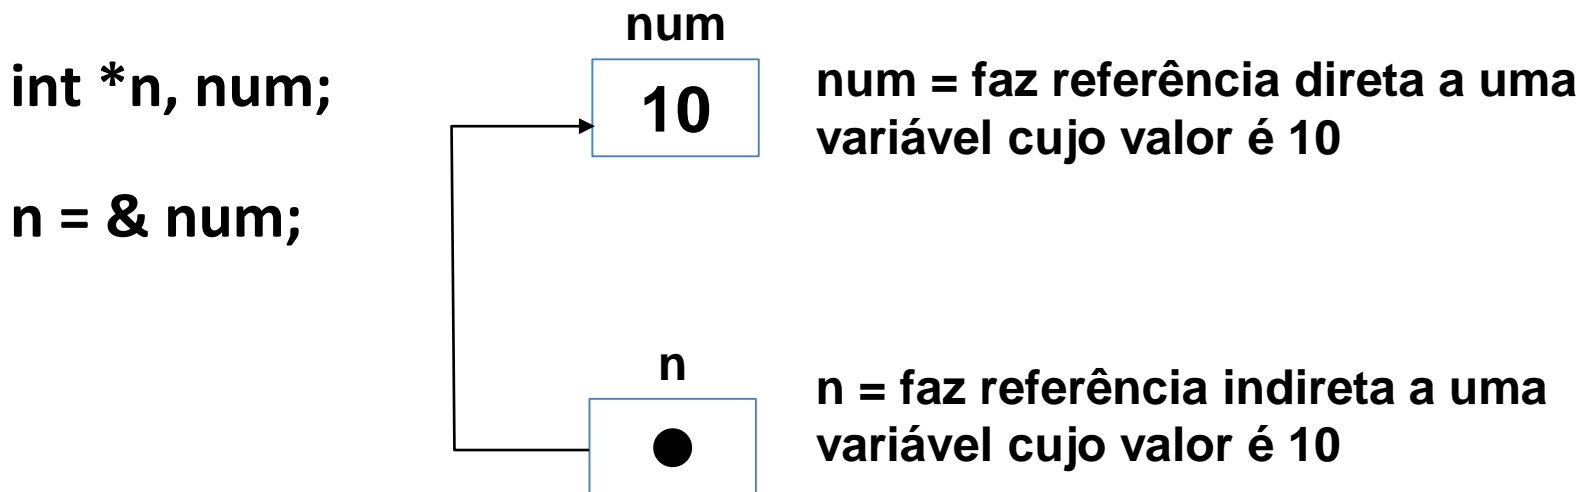 int *n, num;
n = & num;
num
10
num = faz referência direta a uma
variável cujo valor é 10
n
n = faz referência indireta a uma
variável cujo valor é 10